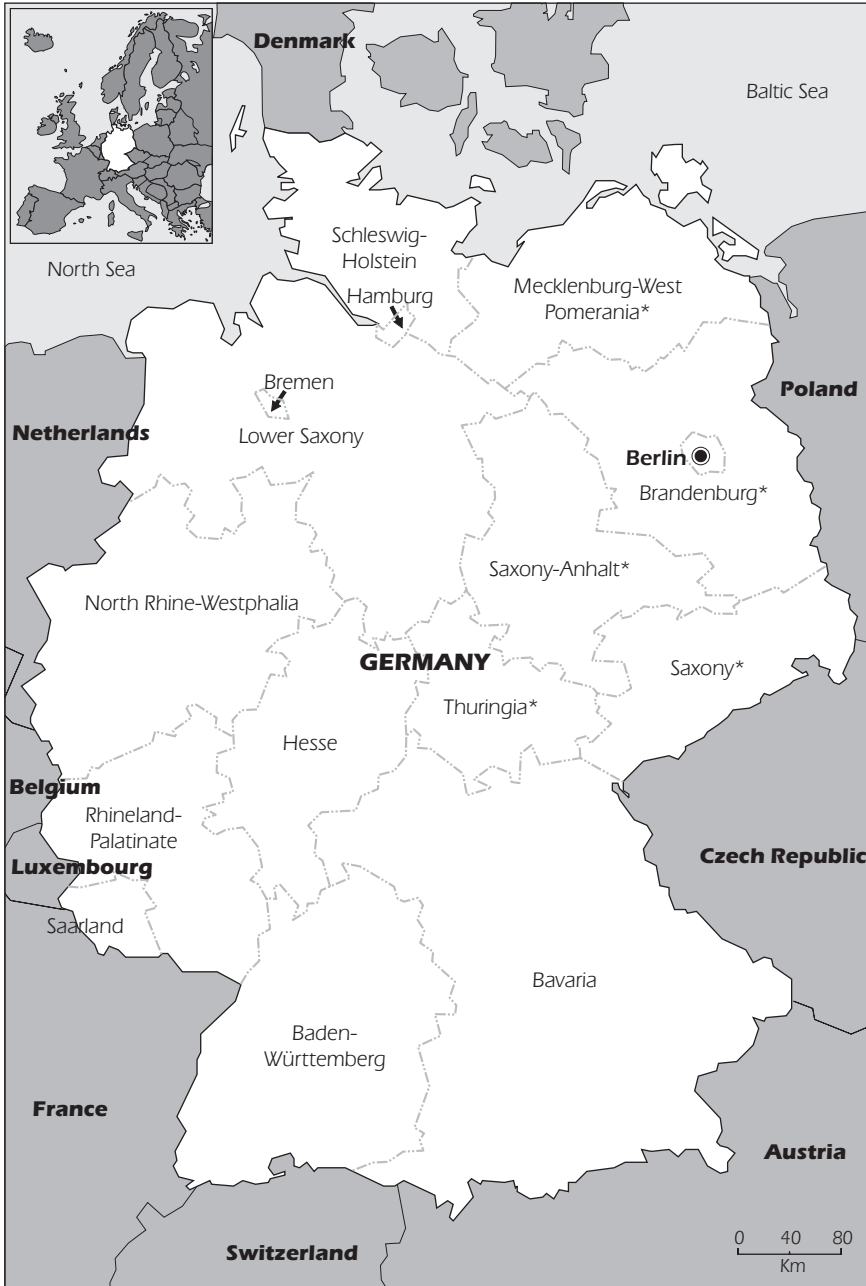 Denmark
Baltic Sea
North Sea
Schleswig-
Holstein
Hamburg
Mecklenburg-West
Pomerania*
Bremen
Poland
Netherlands
Lower Saxony
Berlin
Brandenburg*
Saxony-Anhalt*
North Rhine-Westphalia
GERMANY
Saxony*
Thuringia*
Hesse
Belgium
Rhineland-
Palatinate
Luxembourg
Czech Republic
Saarland
Bavaria
Baden-
Württemberg
France
Austria
Switzerland
0 40 80
Km